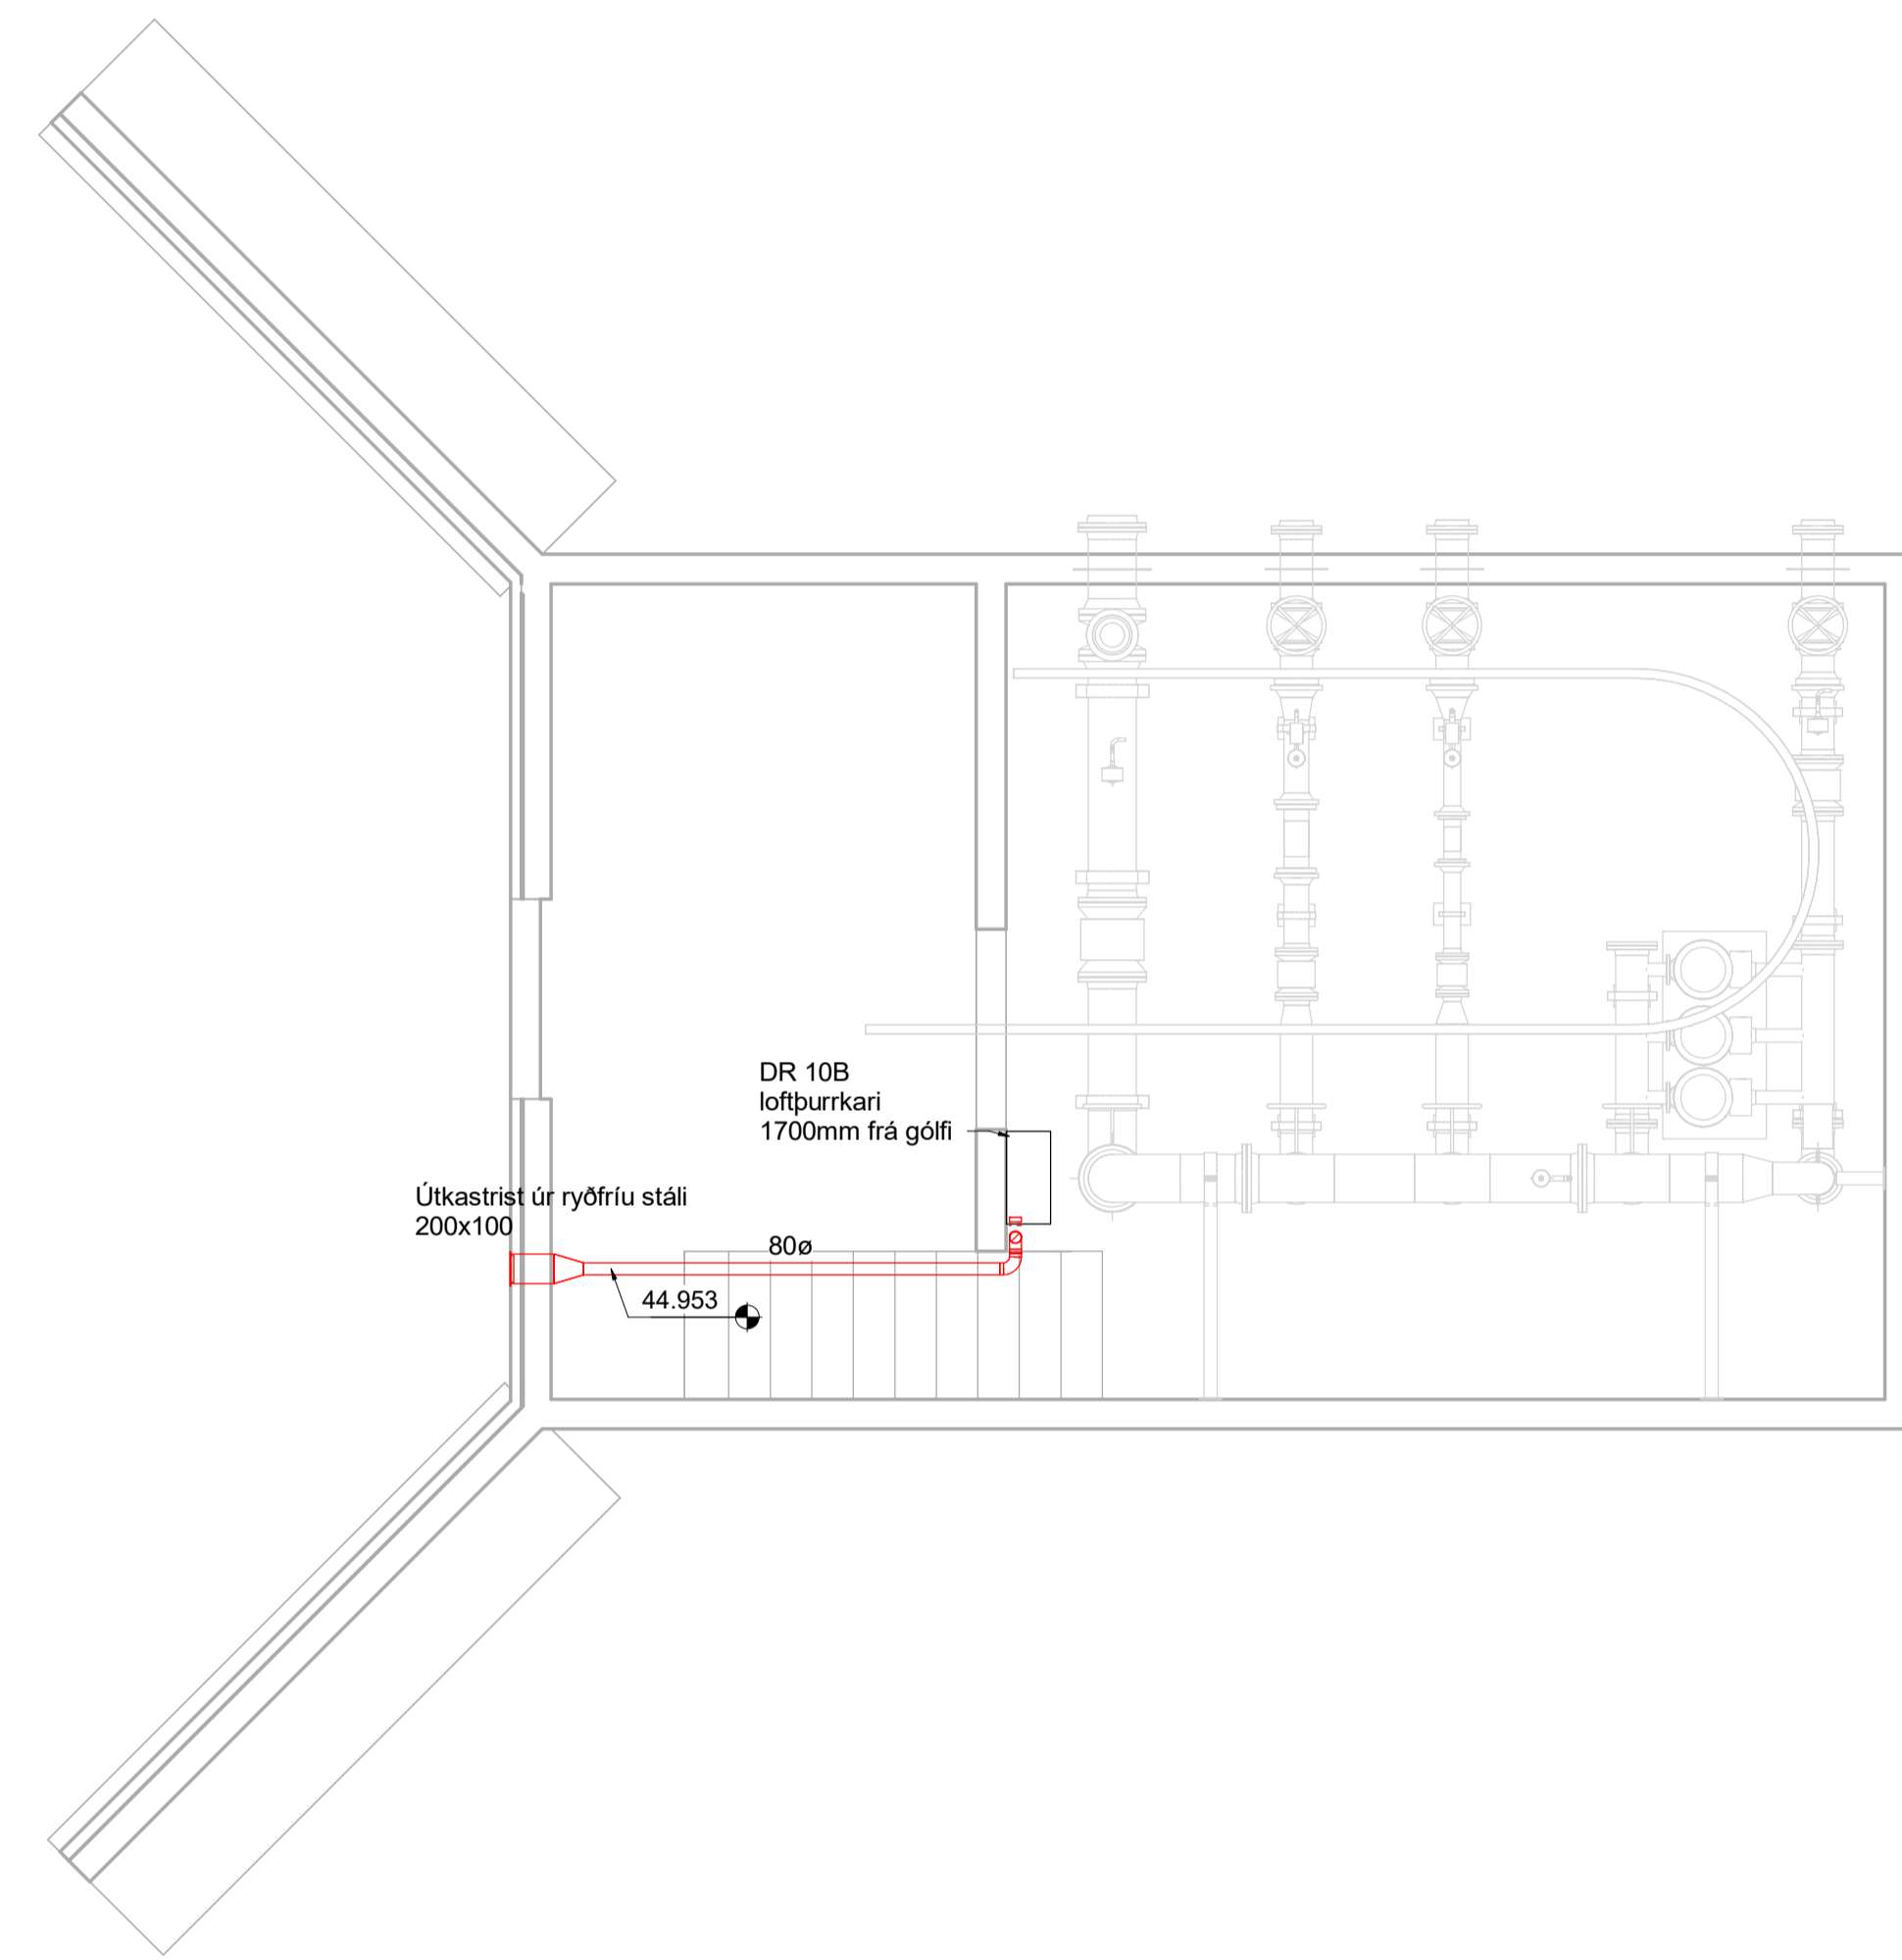 DR 10B
loftþurrkari
1700mm frá gólfi
Útkastrist úr ryðfríu stáli
200x100
80ø
44.953